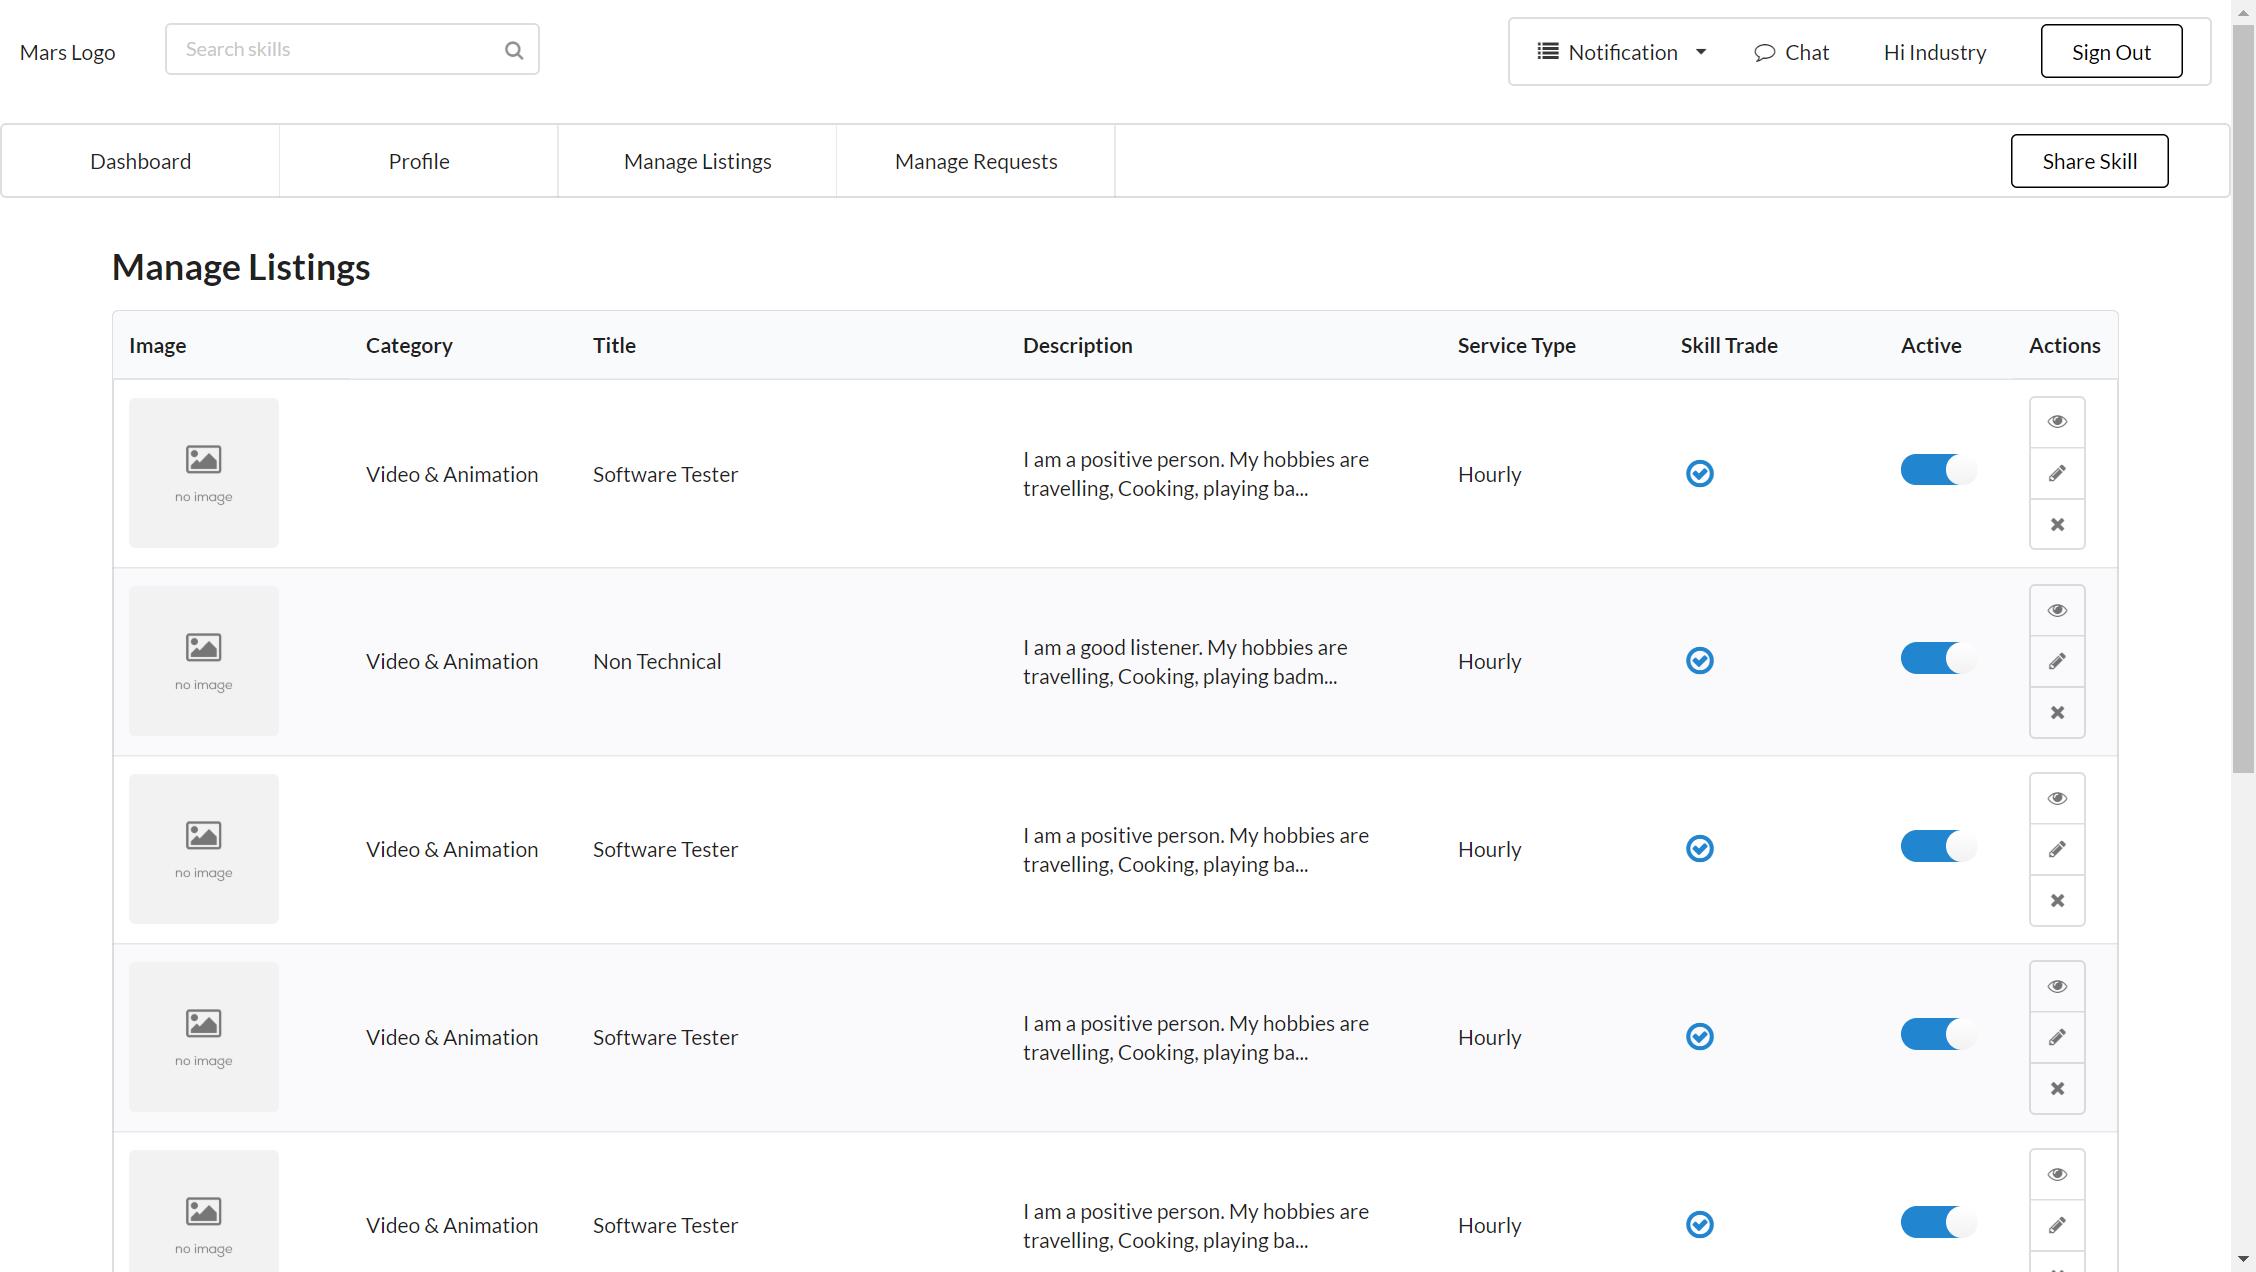 Mars Logo
Search skills
Notification
Chat
Hi Industry
Sign Out
Dashboard
Profile
Manage Listings
Manage Requests
Share Skill
Manage Listings
Image
Category
Title
Description
Service Type
Skill Trade
Active
Actions
no image
Video & Animation
Software Tester
I am a positive person. My hobbies are
travelling, Cooking, playing ba...
Hourly
no image
Video & Animation
Non Technical
I am a good listener. My hobbies are
travelling, Cooking, playing badm...
Hourly
no image
Video & Animation
Software Tester
I am a positive person. My hobbies are
travelling, Cooking, playing ba...
Hourly
no image
Video & Animation
Software Tester
I am a positive person. My hobbies are
travelling, Cooking, playing ba...
Hourly
no image
Video & Animation
Software Tester
I am a positive person. My hobbies are
travelling, Cooking, playing ba...
Hourly